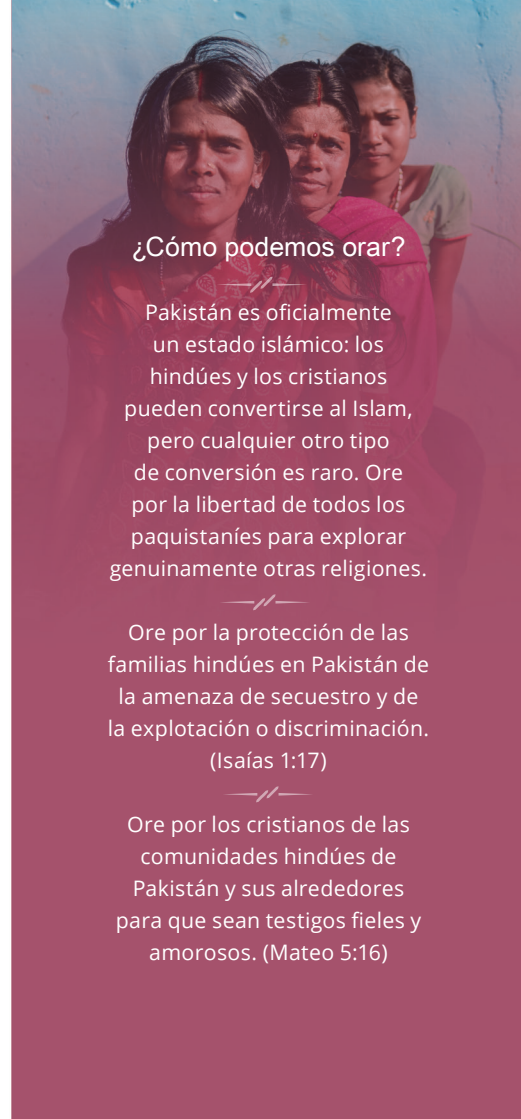 ¿Cómo podemos orar?
Pakistán es oficialmente
un estado islámico: los
hindúes y los cristianos
pueden convertirse al Islam,
pero cualquier otro tipo
de conversión es raro. Ore
por la libertad de todos los
paquistaníes para explorar
genuinamente otras religiones.
Ore por la protección de las
familias hindúes en Pakistán de
la amenaza de secuestro y de
la explotación o discriminación.
(Isaías 1:17)
Ore por los cristianos de las
comunidades hindúes de
Pakistán y sus alrededores
para que sean testigos fieles y
amorosos. (Mateo 5:16)